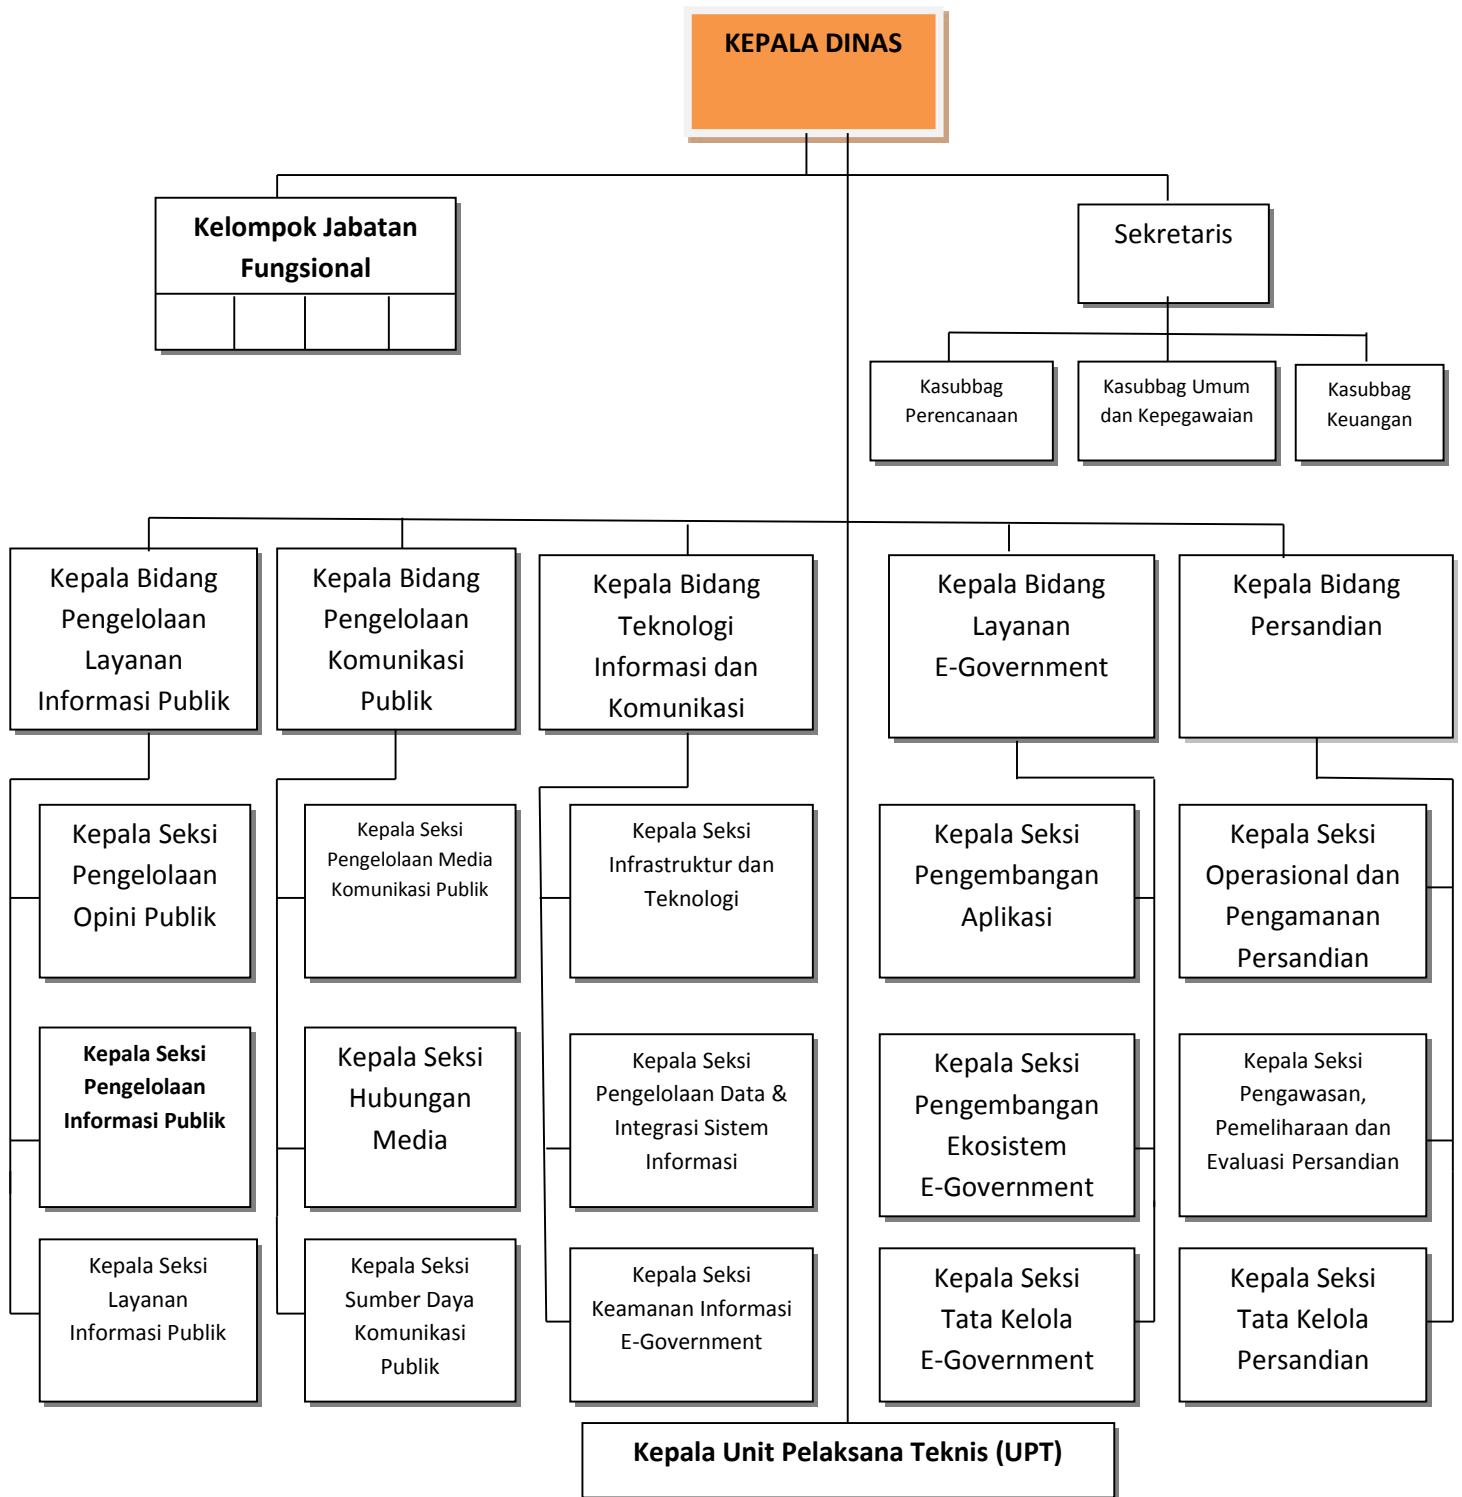 KEPALA DINAS
Kelompok Jabatan
Fungsional
Sekretaris
Kasubbag
Perencanaan
Kasubbag Umum
dan Kepegawaian
Kasubbag
Keuangan
Kepala Bidang
Pengelolaan
Layanan
Informasi Publik
Kepala Bidang
Pengelolaan
Komunikasi
Publik
Kepala Bidang
Teknologi
Informasi dan
Komunikasi
Kepala Bidang
Layanan
E-Government
Kepala Bidang
Persandian
Kepala Seksi
Pengelolaan
Opini Publik
Kepala Seksi
Pengelolaan Media
Komunikasi Publik
Kepala Seksi
Infrastruktur dan
Teknologi
Kepala Seksi
Pengembangan
Aplikasi
Kepala Seksi
Operasional dan
Pengamanan
Persandian
Kepala Seksi
Pengelolaan
Informasi Publik
Kepala Seksi
Hubungan
Media
Kepala Seksi
Pengelolaan Data &
Integrasi Sistem
Informasi
Kepala Seksi
Pengembangan
Ekosistem
E-Government
Kepala Seksi
Pengawasan,
Pemeliharaan dan
Evaluasi Persandian
Kepala Seksi
Layanan
Informasi Publik
Kepala Seksi
Sumber Daya
Komunikasi
Publik
Kepala Seksi
Keamanan Informasi
E-Government
Kepala Seksi
Tata Kelola
E-Government
Kepala Seksi
Tata Kelola
Persandian
Kepala Unit Pelaksana Teknis (UPT)